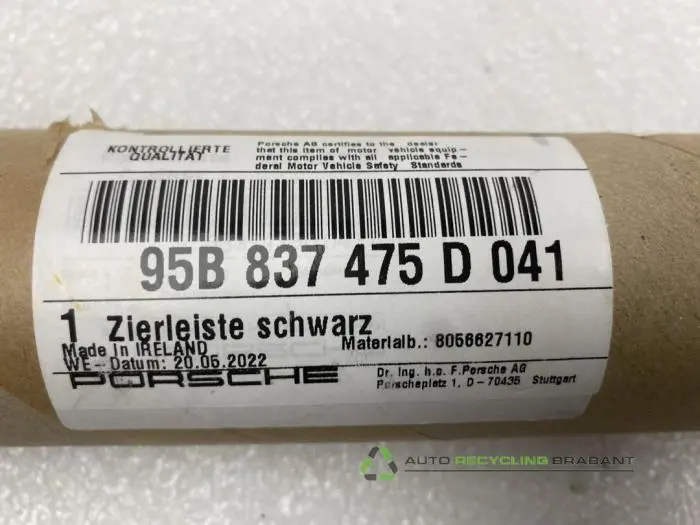 KONTROLLIERTE
QUALITÄT
Porsche AG certifies to the dealer
that this item of motor vehicle equip-
ment complies with all applicable Fe-
deral Motor Vehicle Safety Standards
95B 837 475 D 041
1 Zierleiste schwarz
Made in IRELAND
Materialb.: 8056627110
WE-Datum: 20.05.2022
PORSCHE
Dr. Ing. h.c. F.Porsche AG
Porscheplatz 1, D-70435 Stuttgart
AUTO RECYCLING BRABANT